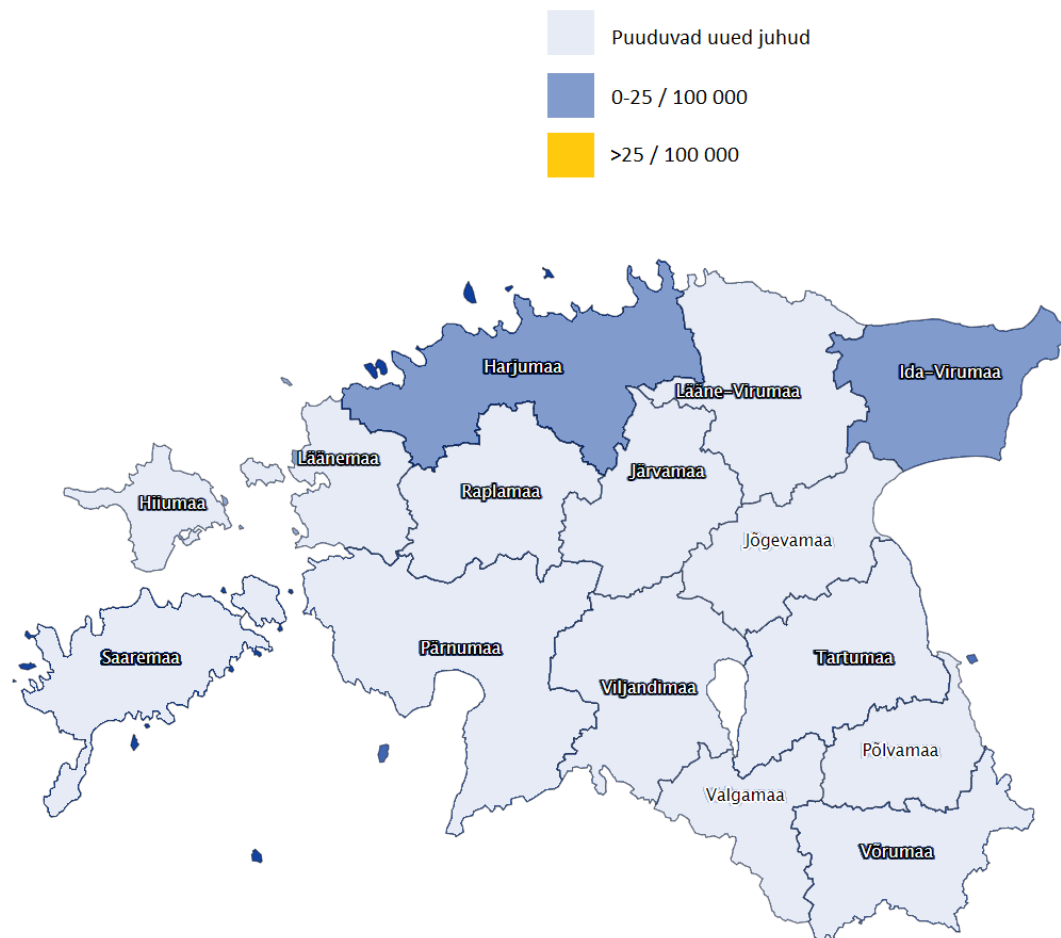 Puuduvad uued juhud
0-25 / 100 000
>25 / 100 000
Harjumaa
Ida-Virumaa
Lääne-Virumaa
Läänemaa
Raplamaa
Järvamaa
Hiiumaa
Jõgevamaa
Saaremaa
Pärnumaa
Tartumaa
Viljandimaa
Põlvamaa
Valgamaa
Võrumaa